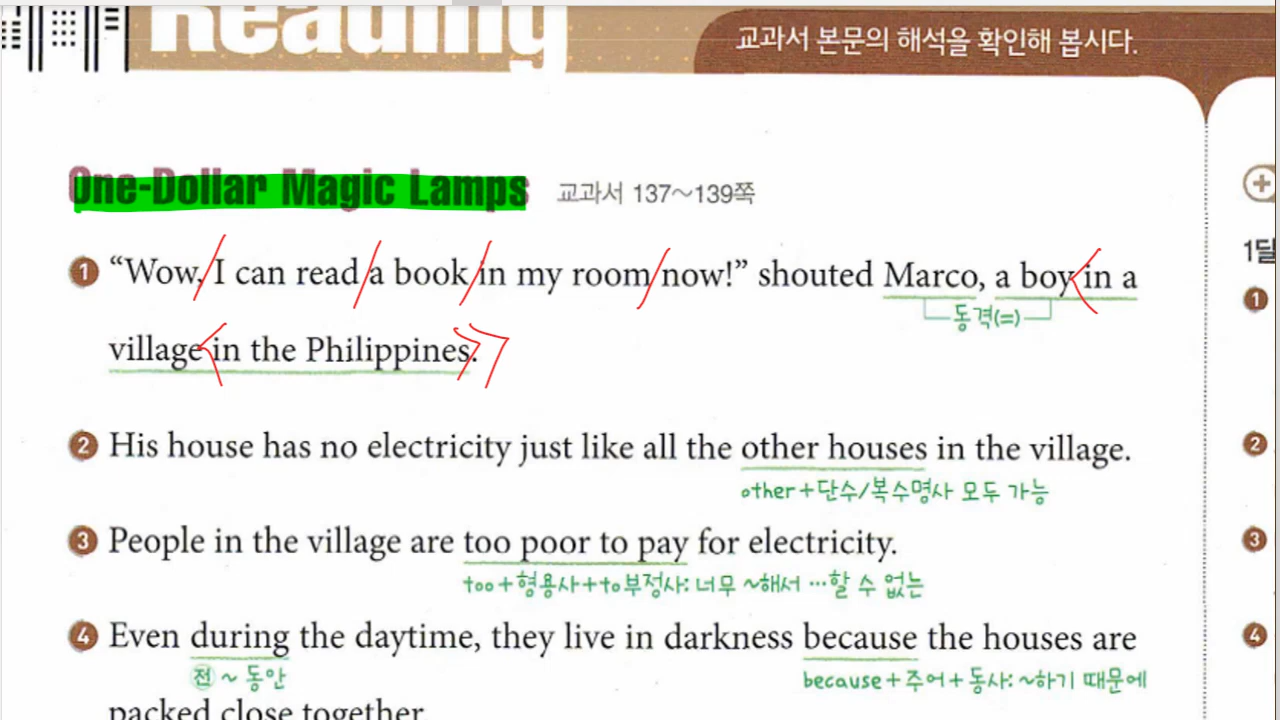 Reading
교과서 본문의 해석을 확인해 봅시다.
One-Dollar Magic Lamps 교과서 137~139쪽
1 “Wow, I can read a book in my room now!” shouted Marco, a boy in a
동격(=)
village in the Philippines.
2 His house has no electricity just like all the other houses in the village.
other+단수/복수명사 모두 가능
3 People in the village are too poor to pay for electricity.
too+형용사+to부정사: 너무 ~해서 …할 수 없는
4 Even during the daytime, they live in darkness because the houses are
전 ~ 동안 because+주어+동사: ~하기 때문에
packed close together.
1
2
3
4